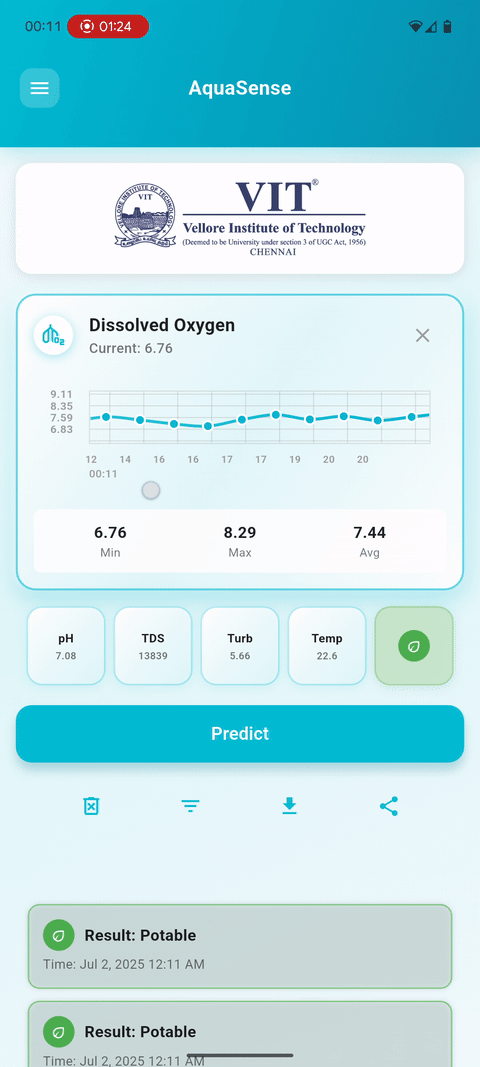 00:11 01:24
AquaSense
VELLORE INSTITUTE OF TECHNOLOGY
VIT
VIT®
Vellore Institute of Technology
(Deemed to be University under section 3 of UGC Act, 1956)
CHENNAI
Dissolved Oxygen
O2
Current: 6.76
9.11
8.35
7.59
6.83
12 14 16 16 17 17 19 20 20
00:11
6.76 8.29 7.44
Min Max Avg
pH TDS Turb Temp
7.08 13839 5.66 22.6
Predict
Result: Potable
Time: Jul 2, 2025 12:11 AM
Result: Potable
Time: Jul 2, 2025 12:11 AM